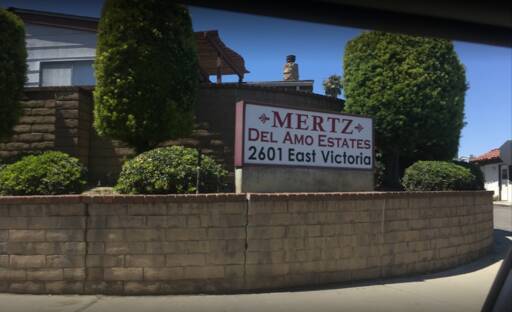 MERTZ
DEL AMO ESTATES
2601 East Victoria